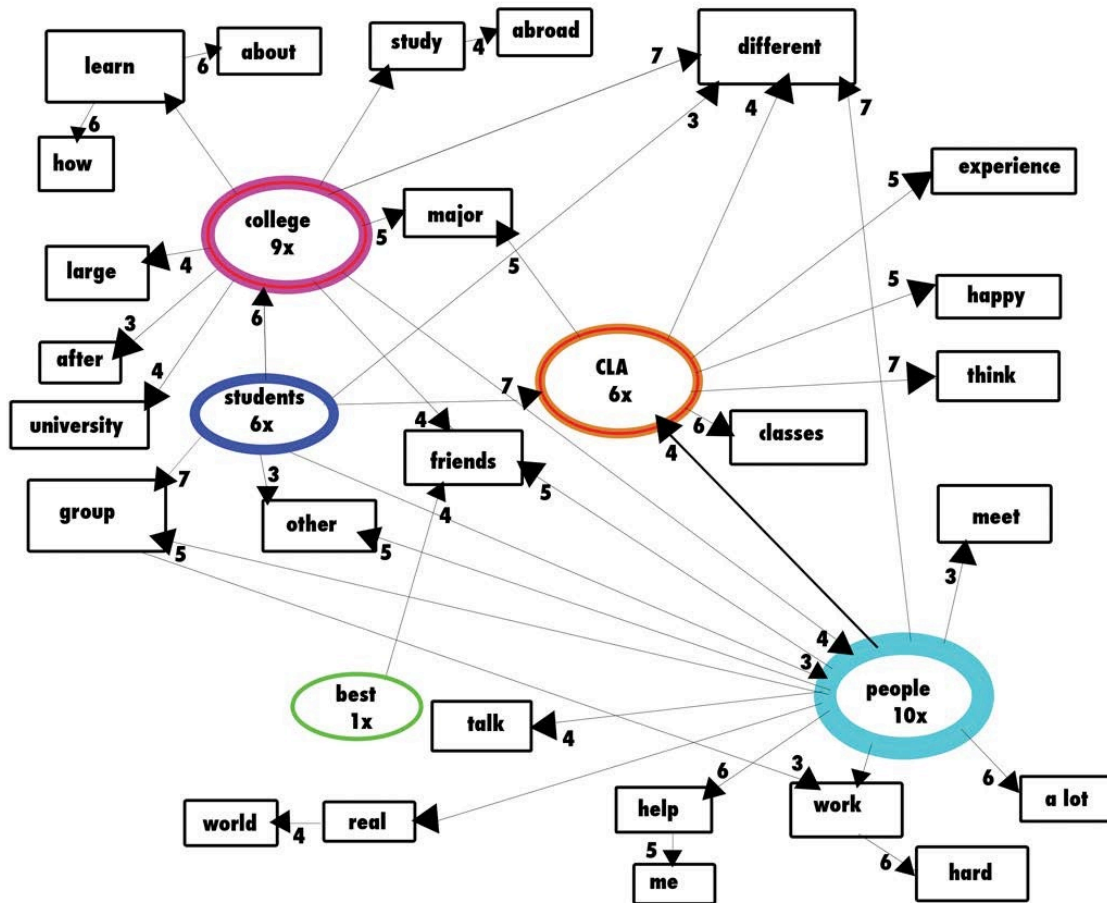 learn
6
about
study
4
abroad
different
7
3
4
7
6
how
experience
5
college
9x
major
5
5
large
4
happy
5
after
3
6
CLA
6x
think
7
university
4
students
6x
7
classes
6
4
friends
4
5
4
group
7
5
3
other
5
meet
3
4
3
people
10x
best
1x
talk
4
6
help
5
me
3
work
6
hard
6
a lot
world
4
real